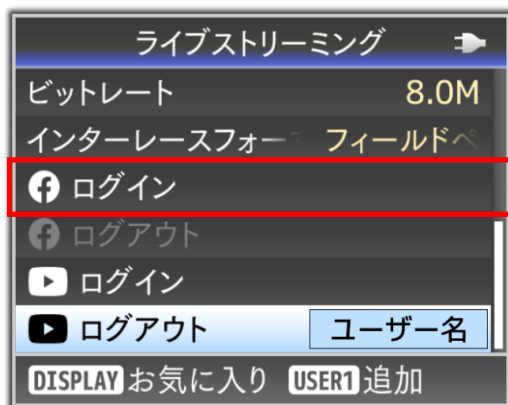 ライブストリーミング
ビットレート 8.0M
インターレースフォー フィールドペ
ログイン
ログアウト
ログイン
ログアウト ユーザー名
DISPLAY お気に入り USER1 追加